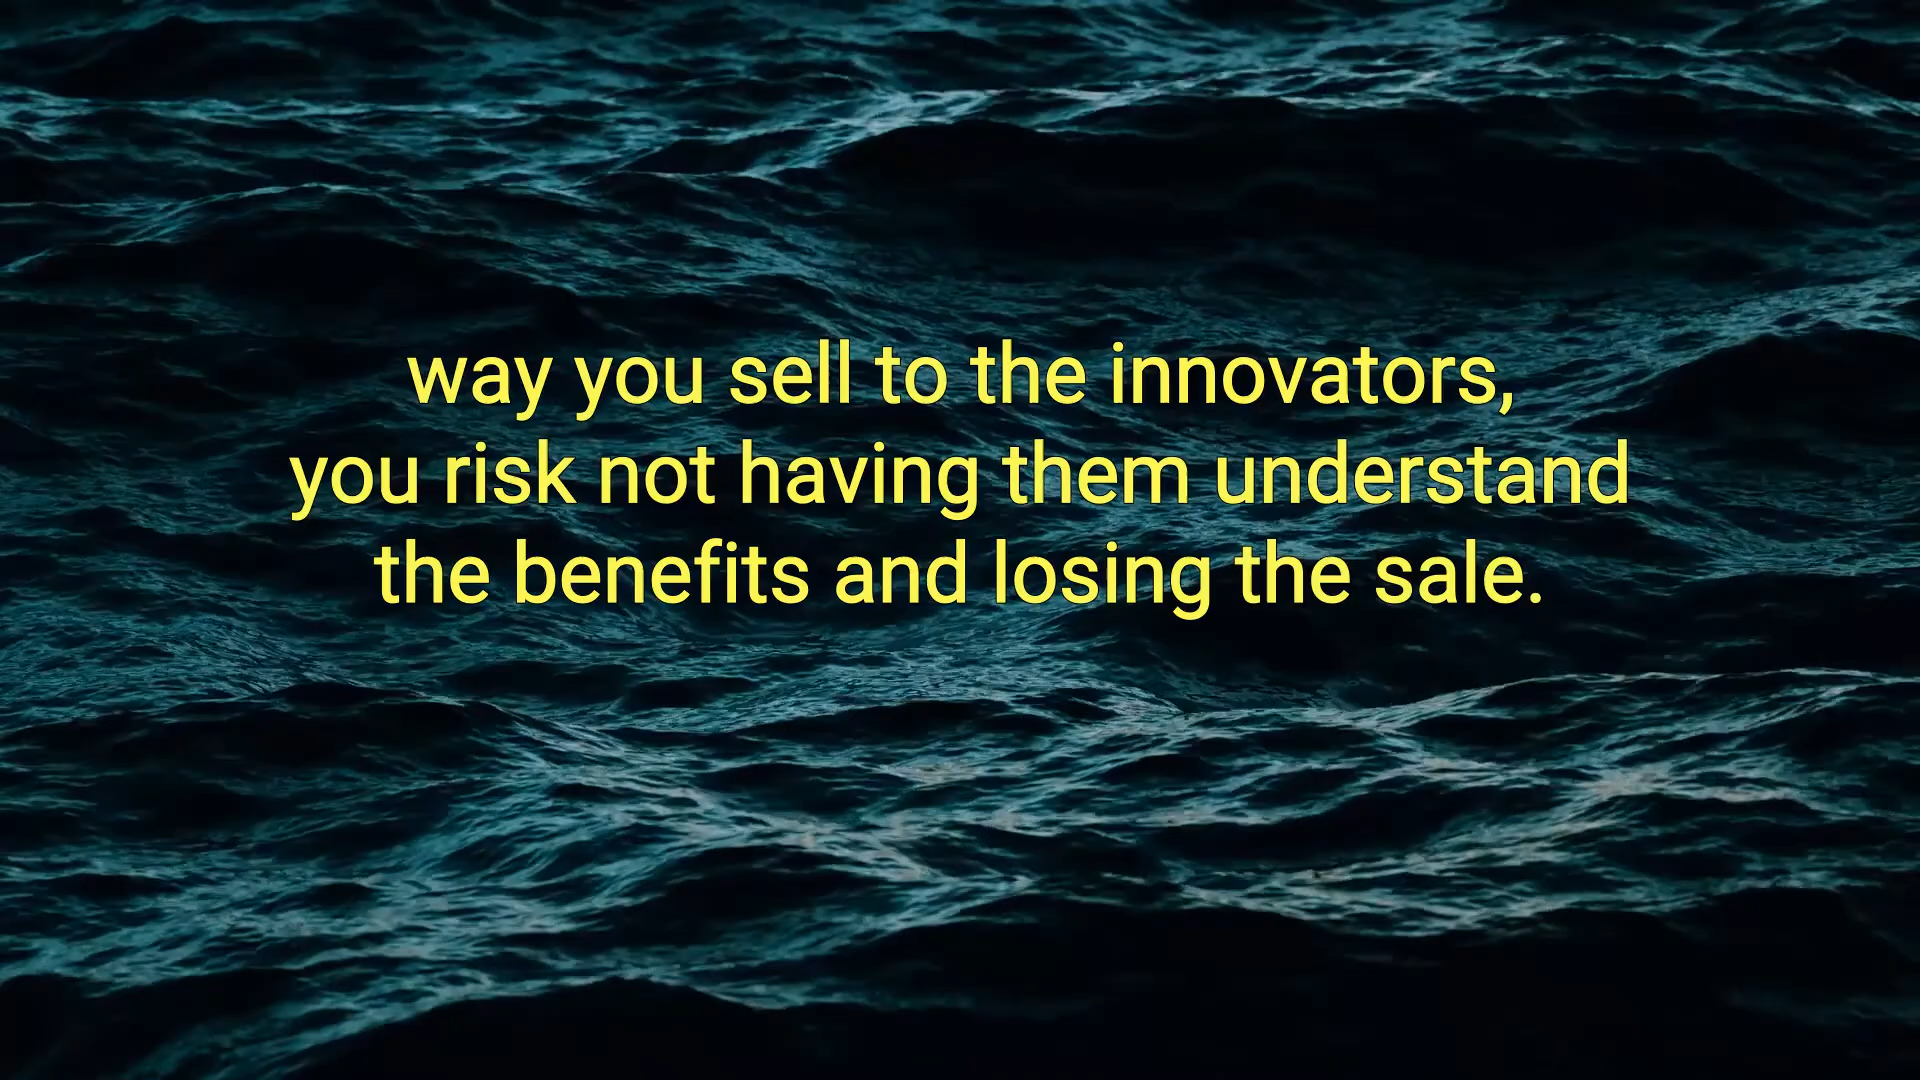 way you sell to the innovators,
you risk not having them understand
the benefits and losing the sale.